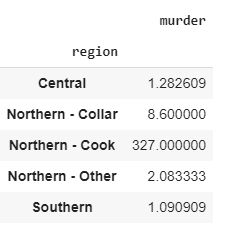 murder
region
Central 1.282609
Northern - Collar 8.600000
Northern - Cook 327.000000
Northern - Other 2.083333
Southern 1.090909